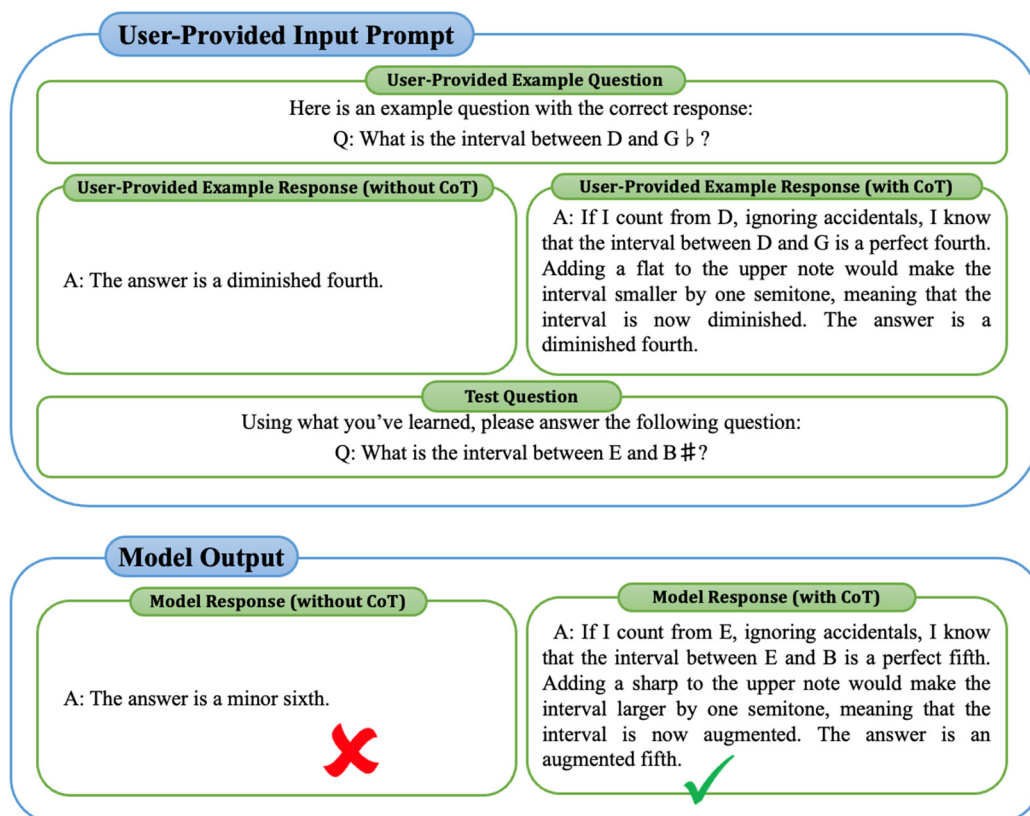 User-Provided Input Prompt
User-Provided Example Question
Here is an example question with the correct response:
Q: What is the interval between D and G♭?
User-Provided Example Response (without CoT)
A: The answer is a diminished fourth.
User-Provided Example Response (with CoT)
A: If I count from D, ignoring accidentals, I know
that the interval between D and G is a perfect fourth.
Adding a flat to the upper note would make the
interval smaller by one semitone, meaning that the
interval is now diminished. The answer is a
diminished fourth.
Test Question
Using what you’ve learned, please answer the following question:
Q: What is the interval between E and B♯?
Model Output
Model Response (without CoT)
A: The answer is a minor sixth.
Model Response (with CoT)
A: If I count from E, ignoring accidentals, I know
that the interval between E and B is a perfect fifth.
Adding a sharp to the upper note would make the
interval larger by one semitone, meaning that the
interval is now augmented. The answer is an
augmented fifth.